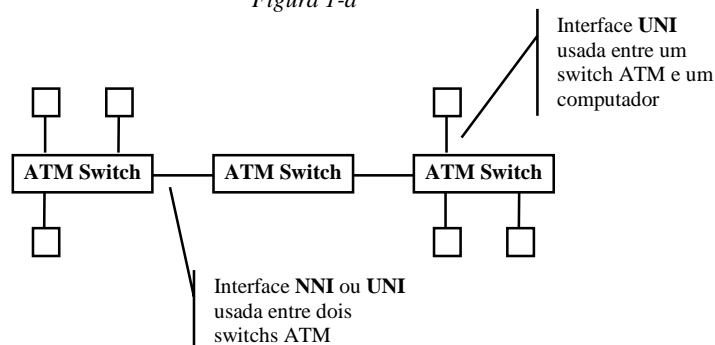 Figura 1-a
Interface UNI
usada entre um
switch ATM e um
computador
ATM Switch
ATM Switch
ATM Switch
Interface NNI ou UNI
usada entre dois
switchs ATM